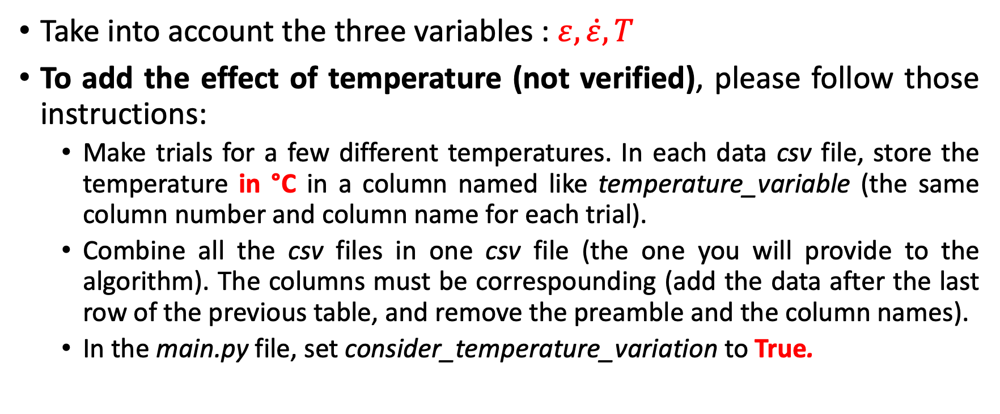 • Take into account the three variables : ε, ε̇, T
• To add the effect of temperature (not verified), please follow those
instructions:
• Make trials for a few different temperatures. In each data csv file, store the
temperature in °C in a column named like temperature_variable (the same
column number and column name for each trial).
• Combine all the csv files in one csv file (the one you will provide to the
algorithm). The columns must be correspounding (add the data after the last
row of the previous table, and remove the preamble and the column names).
• In the main.py file, set consider_temperature_variation to True.